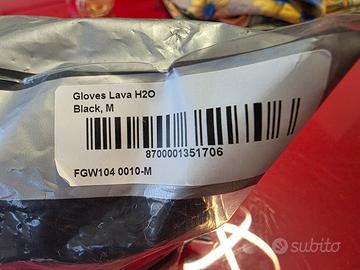 Gloves Lava H2O
Black, M
8700001351706
FGW104 0010-M
subito